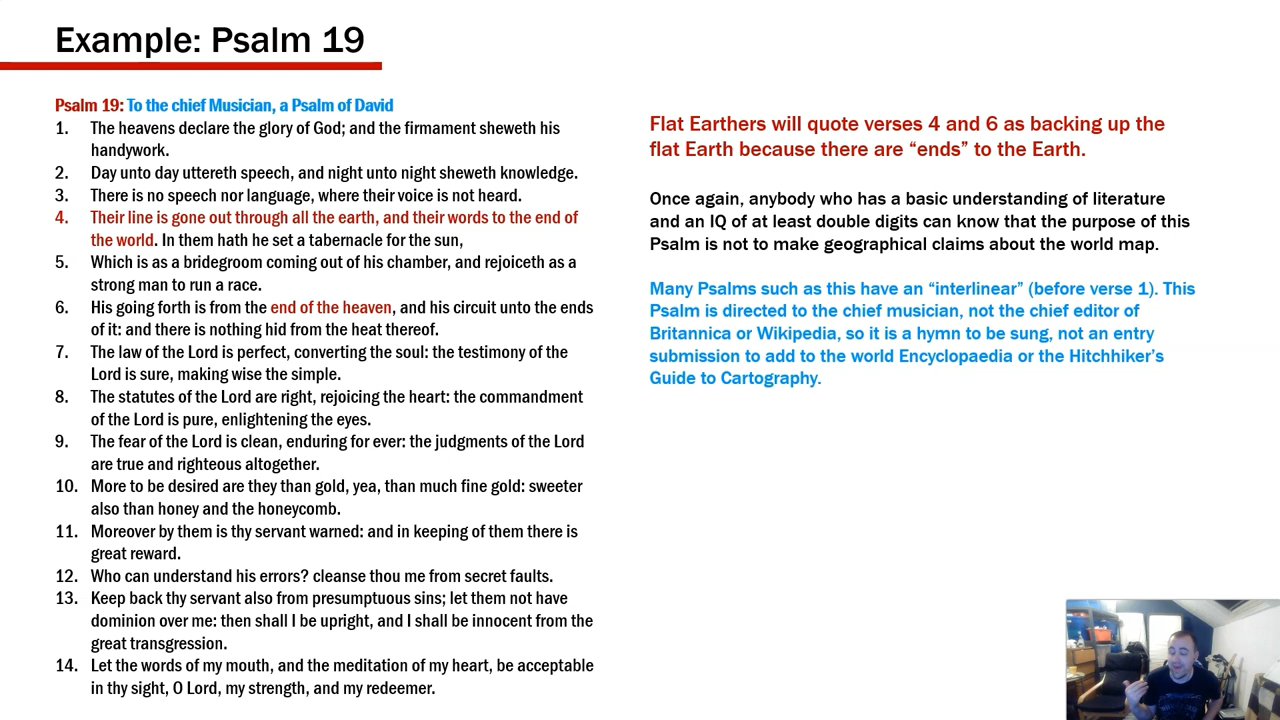 Example: Psalm 19
Psalm 19: To the chief Musician, a Psalm of David
1. The heavens declare the glory of God; and the firmament sheweth his
handywork.
2. Day unto day uttereth speech, and night unto night sheweth knowledge.
3. There is no speech nor language, where their voice is not heard.
4. Their line is gone out through all the earth, and their words to the end of
the world. In them hath he set a tabernacle for the sun,
5. Which is as a bridegroom coming out of his chamber, and rejoiceth as a
strong man to run a race.
6. His going forth is from the end of the heaven, and his circuit unto the ends
of it: and there is nothing hid from the heat thereof.
7. The law of the Lord is perfect, converting the soul: the testimony of the
Lord is sure, making wise the simple.
8. The statutes of the Lord are right, rejoicing the heart: the commandment
of the Lord is pure, enlightening the eyes.
9. The fear of the Lord is clean, enduring for ever: the judgments of the Lord
are true and righteous altogether.
10. More to be desired are they than gold, yea, than much fine gold: sweeter
also than honey and the honeycomb.
11. Moreover by them is thy servant warned: and in keeping of them there is
great reward.
12. Who can understand his errors? cleanse thou me from secret faults.
13. Keep back thy servant also from presumptuous sins; let them not have
dominion over me: then shall I be upright, and I shall be innocent from the
great transgression.
14. Let the words of my mouth, and the meditation of my heart, be acceptable
in thy sight, O Lord, my strength, and my redeemer.
Flat Earthers will quote verses 4 and 6 as backing up the
flat Earth because there are “ends” to the Earth.
Once again, anybody who has a basic understanding of literature
and an IQ of at least double digits can know that the purpose of this
Psalm is not to make geographical claims about the world map.
Many Psalms such as this have an “interlinear” (before verse 1). This
Psalm is directed to the chief musician, not the chief editor of
Britannica or Wikipedia, so it is a hymn to be sung, not an entry
submission to add to the world Encyclopaedia or the Hitchhiker’s
Guide to Cartography.